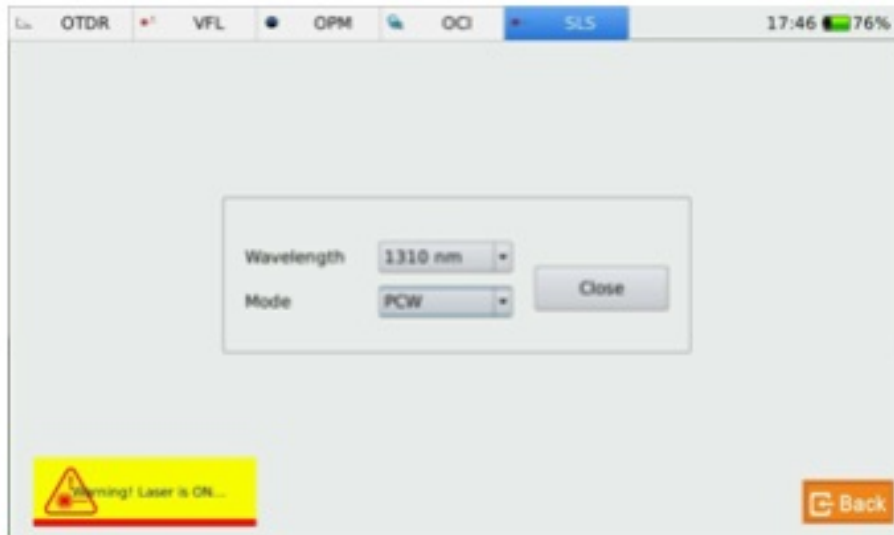 OTDR VFL OPM OCI SLS 17:46 76%
Wavelength 1310 nm
Close
Mode PCW
Warning! Laser is ON...
Back